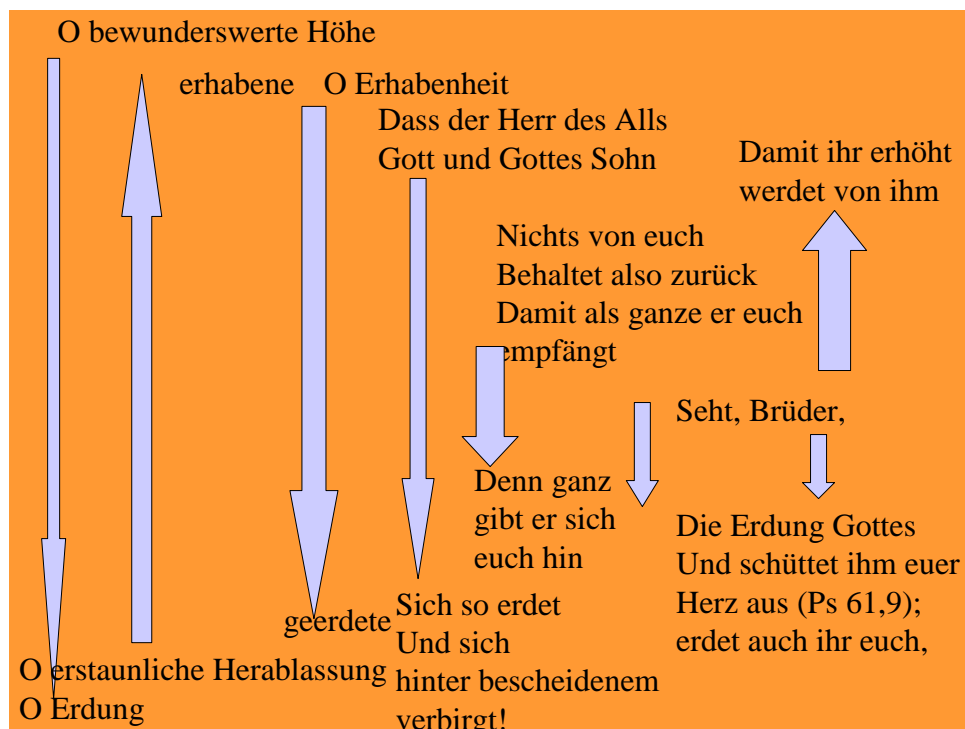 O bewunderswerte Höhe
erhabene O Erhabenheit
Dass der Herr des Alls
Gott und Gottes Sohn
Damit ihr erhöht
werdet von ihm
Nichts von euch
Behaltet also zurück
Damit als ganze er euch
empfängt
Seht, Brüder,
Denn ganz
gibt er sich
euch hin
Die Erdung Gottes
Und schüttet ihm euer
Herz aus (Ps 61,9);
erdet auch ihr euch,
geerdete
Sich so erdet
Und sich
hinter bescheidenem
verbirgt!
O erstaunliche Herablassung
O Erdung